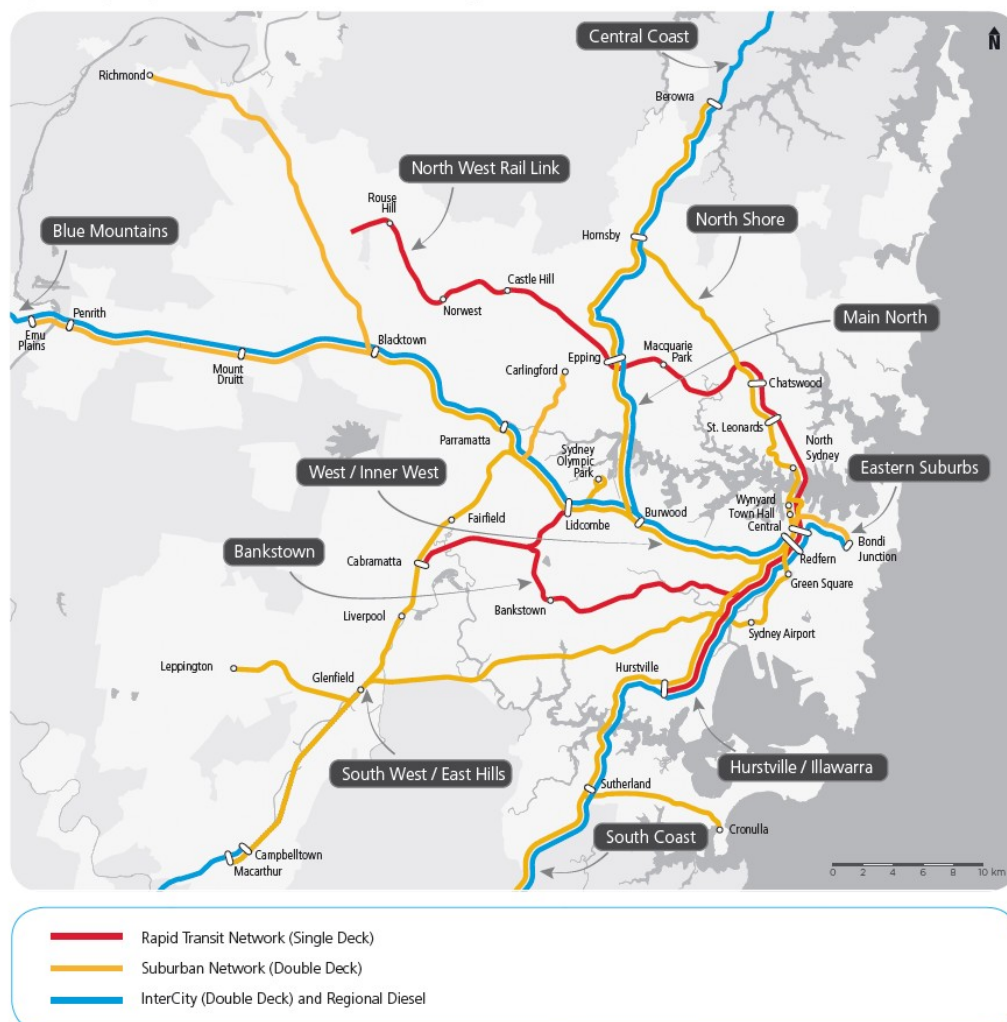 Central Coast
N
Richmond
Berowra
North West Rail Link
Rouse
Hill
North Shore
Blue Mountains
Hornsby
Castle Hill
Norwest
Main North
Penrith
Emu
Plains
Mount
Druitt
Blacktown
Epping
Macquarie
Park
Carlingford
Chatswood
St. Leonards
Parramatta
Sydney
Olympic
Park
North
Sydney
West / Inner West
Eastern Suburbs
Wynyard
Town Hall
Central
Fairfield
Lidcombe
Burwood
Bondi
Junction
Redfern
Bankstown
Cabramatta
Green Square
Bankstown
Liverpool
Sydney Airport
Leppington
Glenfield
Hurstville
South West / East Hills
Hurstville / Illawarra
Sutherland
South Coast
Cronulla
Campbelltown
Macarthur
0 2 4 6 8 10 km
Rapid Transit Network (Single Deck)
Suburban Network (Double Deck)
InterCity (Double Deck) and Regional Diesel